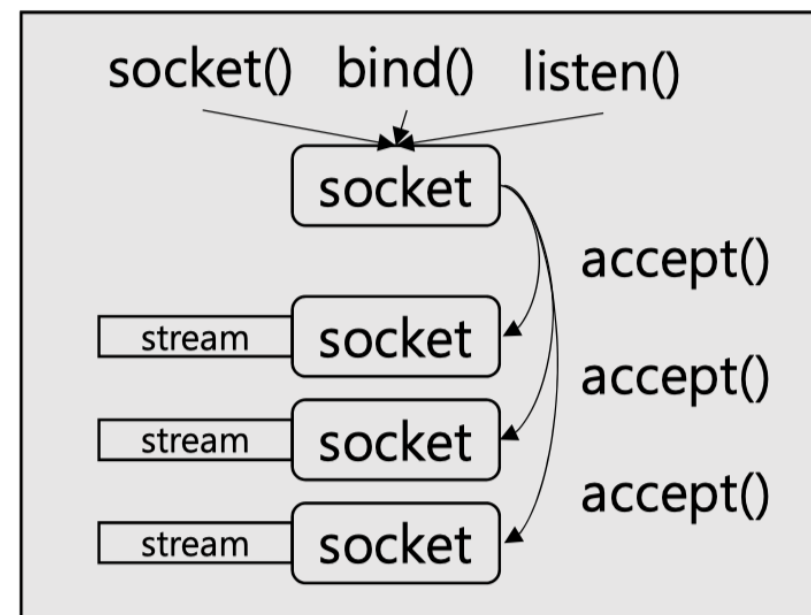 socket() bind() listen()
socket
accept()
stream socket
accept()
stream socket
accept()
stream socket